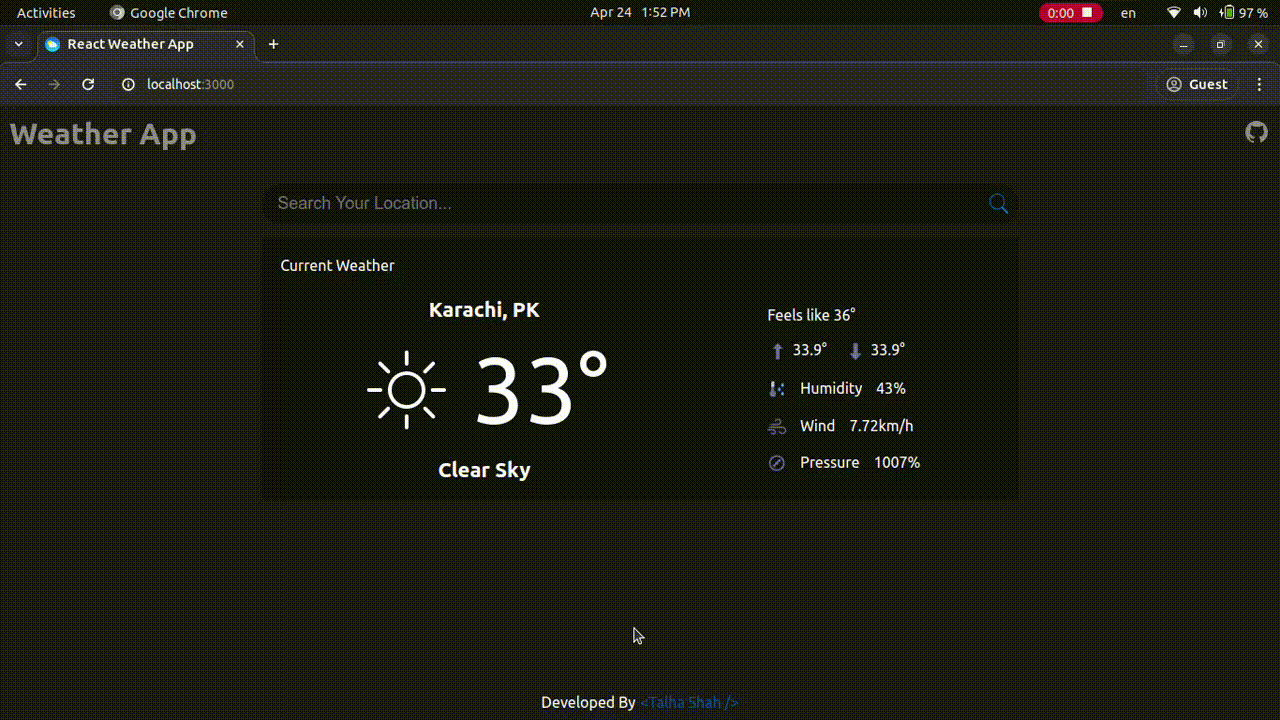 Activities Google Chrome Apr 24 1:52 PM 0:00 en 97 %
React Weather App
localhost:3000 Guest
Weather App
Search Your Location...
Current Weather
Karachi, PK
33°
Clear Sky
Feels like 36°
33.9° 33.9°
Humidity 43%
Wind 7.72km/h
Pressure 1007%
Developed By <Talha Shah />